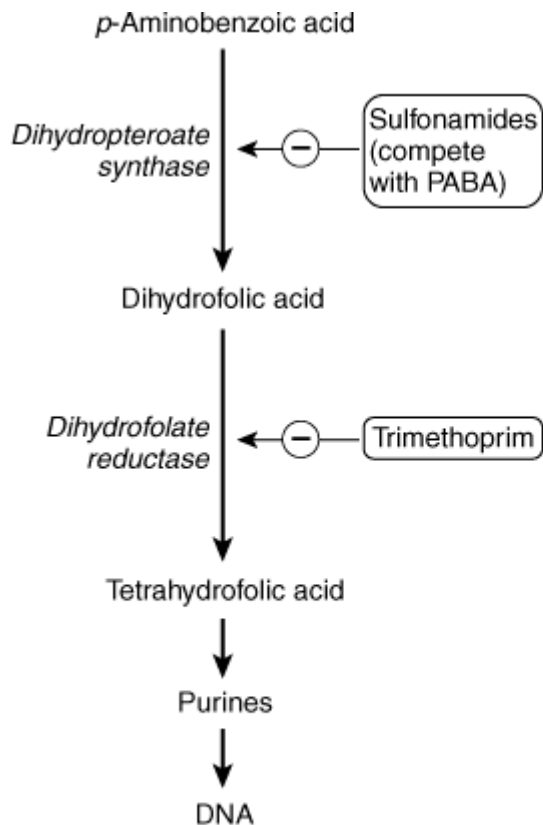 p-Aminobenzoic acid
Dihydropteroate
synthase
−
Sulfonamides
(compete
with PABA)
Dihydrofolic acid
Dihydrofolate
reductase
−
Trimethoprim
Tetrahydrofolic acid
Purines
DNA